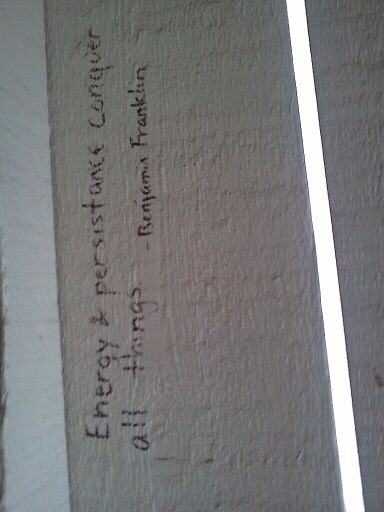 Energy & persistance conquer
all things. -Benjamin Franklin